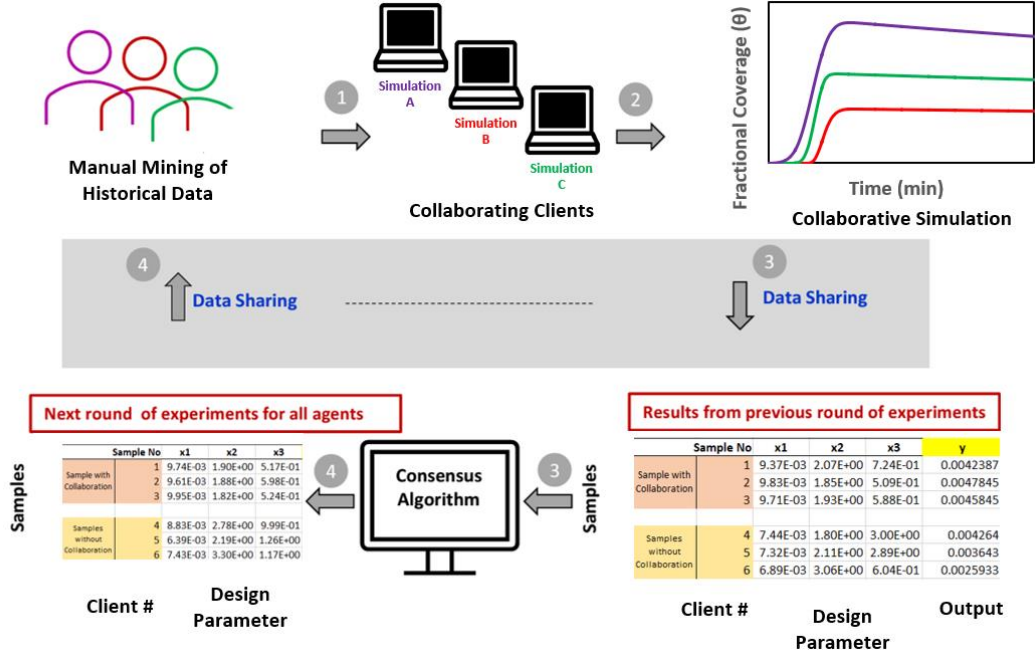 1
2
Simulation
A
Simulation
B
Simulation
C
Fractional Coverage (θ)
Time (min)
Manual Mining of
Historical Data
Collaborating Clients
Collaborative Simulation
4
Data Sharing
3
Data Sharing
Next round of experiments for all agents
Sample No x1 x2 x3
Sample with
Collaboration
1 9.74E-03 1.90E+00 5.17E-01
2 9.61E-03 1.88E+00 5.98E-01
3 9.95E-03 1.82E+00 5.24E-01
Samples
without
Collaboration
4 8.83E-03 2.78E+00 9.99E-01
5 6.39E-03 2.19E+00 1.26E+00
6 7.43E-03 3.30E+00 1.17E+00
Samples
Client #
Design
Parameter
4
Consensus
Algorithm
3
Samples
Results from previous round of experiments
Sample No x1 x2 x3 y
Sample with
Collaboration
1 9.37E-03 2.07E+00 7.24E-01 0.0042387
2 9.83E-03 1.85E+00 5.09E-01 0.0047845
3 9.71E-03 1.93E+00 5.88E-01 0.0045845
Samples
without
Collaboration
4 7.44E-03 1.80E+00 3.00E+00 0.004264
5 7.32E-03 2.11E+00 2.89E+00 0.003643
6 6.89E-03 3.06E+00 6.04E-01 0.0025933
Client #
Design
Parameter
Output